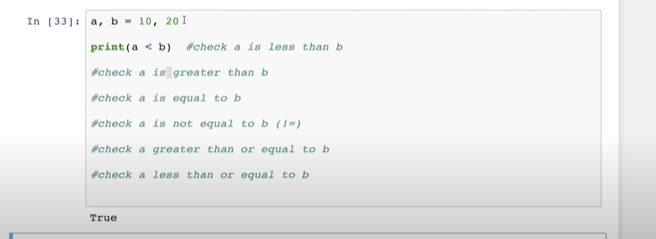 In [33]: a, b = 10, 20
print(a < b)  #check a is less than b
#check a is greater than b
#check a is equal to b
#check a is not equal to b (!=)
#check a greater than or equal to b
#check a less than or equal to b
True